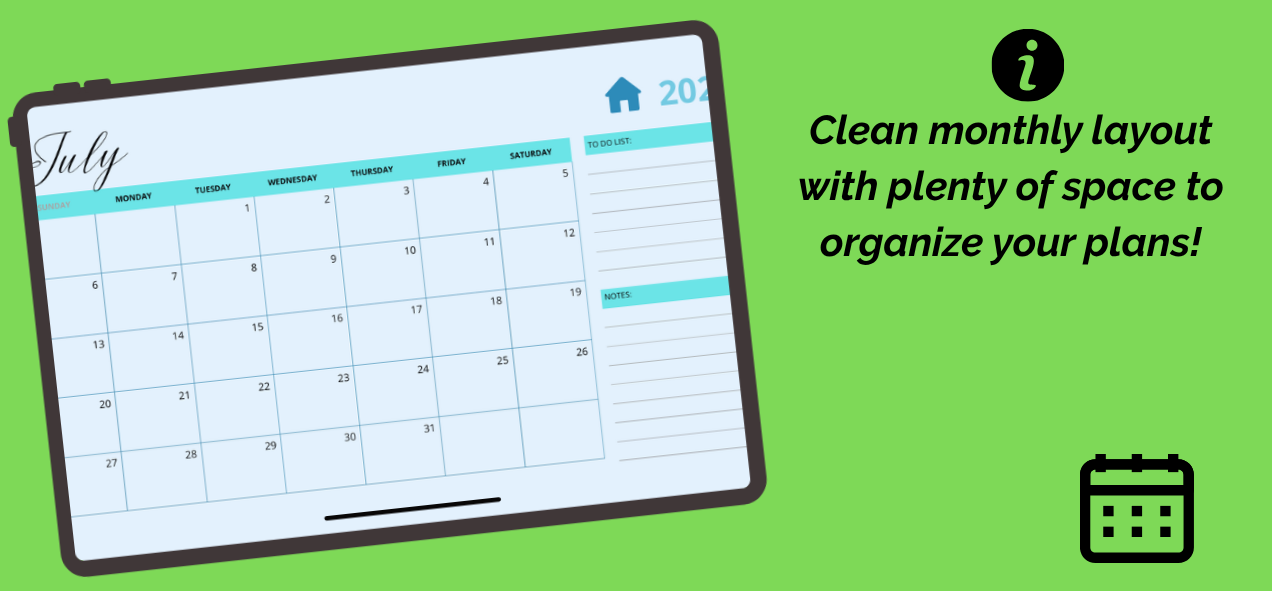 July
202
SUNDAY MONDAY TUESDAY WEDNESDAY THURSDAY FRIDAY SATURDAY
1 2 3 4 5
6 7 8 9 10 11 12
13 14 15 16 17 18 19
20 21 22 23 24 25 26
27 28 29 30 31
TO DO LIST:
NOTES:
i
Clean monthly layout
with plenty of space to
organize your plans!